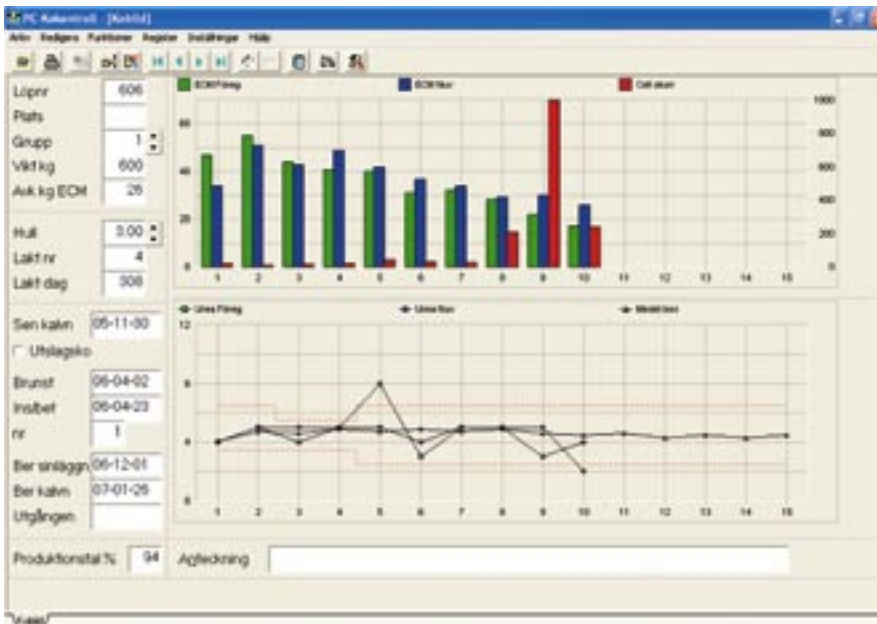 PC-Kokontroll - [Kobild]
Arkiv Redigera Funktioner Register Inställningar Hjälp
Löpnr 606
Plats
Grupp 1
Vikt kg 600
Avk kg ECM 26
Hull 3.00
Lakt nr 4
Lakt dag 308
Sen kalvn 05-11-30
Utslagsko
Brunst 06-04-02
Ins/bet 06-04-23
nr 1
Ber sinläggn 06-12-01
Ber kalvn 07-01-26
Utgången
Produktionstal % 94
ECM Föreg ECM Nuv Cell
60
40
20
0
1000
800
600
400
200
0
1 2 3 4 5 6 7 8 9 10 11 12 13 14 15
Urea Föreg Urea Nuv
12
8
4
0
1 2 3 4 5 6 7 8 9 10 11 12 13 14 15
Anteckning